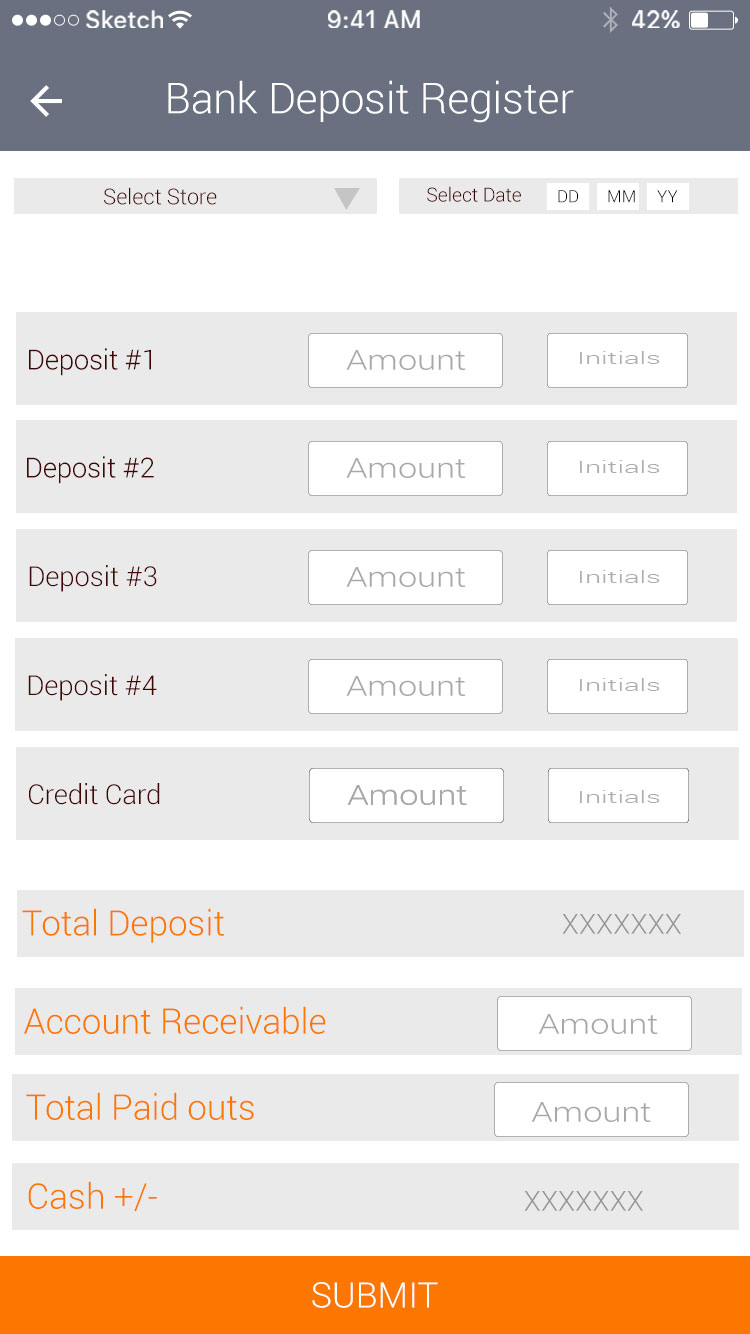 Sketch 9:41 AM 42%
Bank Deposit Register
Select Store Select Date DD MM YY
Deposit #1 Amount Initials
Deposit #2 Amount Initials
Deposit #3 Amount Initials
Deposit #4 Amount Initials
Credit Card Amount Initials
Total Deposit XXXXXXX
Account Receivable Amount
Total Paid outs Amount
Cash +/- XXXXXXX
SUBMIT